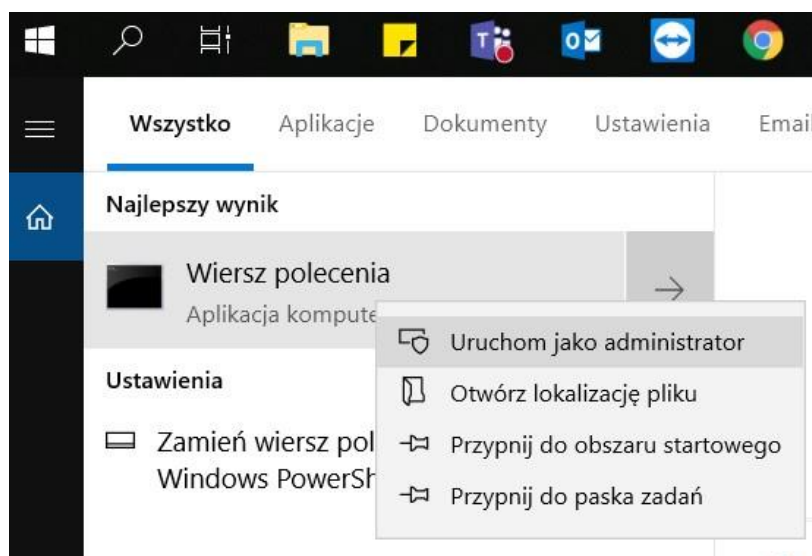 Wszystko Aplikacje Dokumenty Ustawienia Email
Najlepszy wynik
Wiersz polecenia
Aplikacja kompute
Uruchom jako administrator
Otwórz lokalizację pliku
Przypnij do obszaru startowego
Przypnij do paska zadań
Ustawienia
Zamień wiersz pol
Windows PowerSh